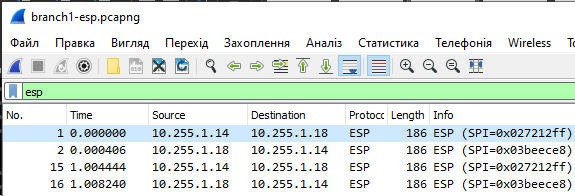 branch1-esp.pcapng
Файл Правка Вигляд Перехід Захоплення Аналіз Статистика Телефонія Wireless
esp
No. Time Source Destination Protocc Length Info
1 0.000000 10.255.1.14 10.255.1.18 ESP 186 ESP (SPI=0x027212ff)
2 0.000406 10.255.1.18 10.255.1.14 ESP 186 ESP (SPI=0x03beece8)
15 1.004444 10.255.1.14 10.255.1.18 ESP 186 ESP (SPI=0x027212ff)
16 1.008240 10.255.1.18 10.255.1.14 ESP 186 ESP (SPI=0x03beece8)